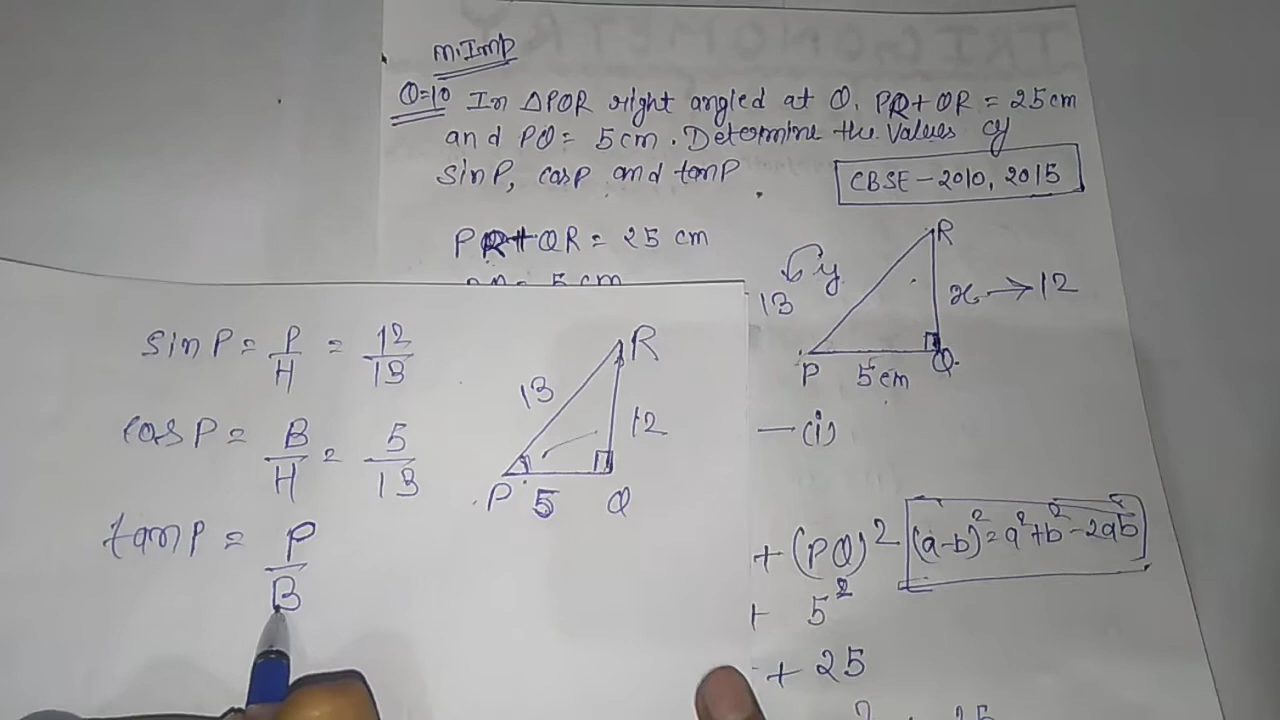 TRIGONOMETRY
M.Imp
Q=10 In ΔPQR right angled at Q. PR+QR = 25cm
and PQ = 5cm. Determine the values of
sinP, cosP and tanP.
CBSE-2010, 2015
PR+QR = 25 cm
R
y
13
x → 12
P 5cm Q
sinP = P/H = 12/13
cosP = B/H = 5/13
tanP = P/B
R
13
12
P 5 Q
—(i)
+ (PQ)² (a-b)² = a²+b²-2ab
+ 5²
+ 25